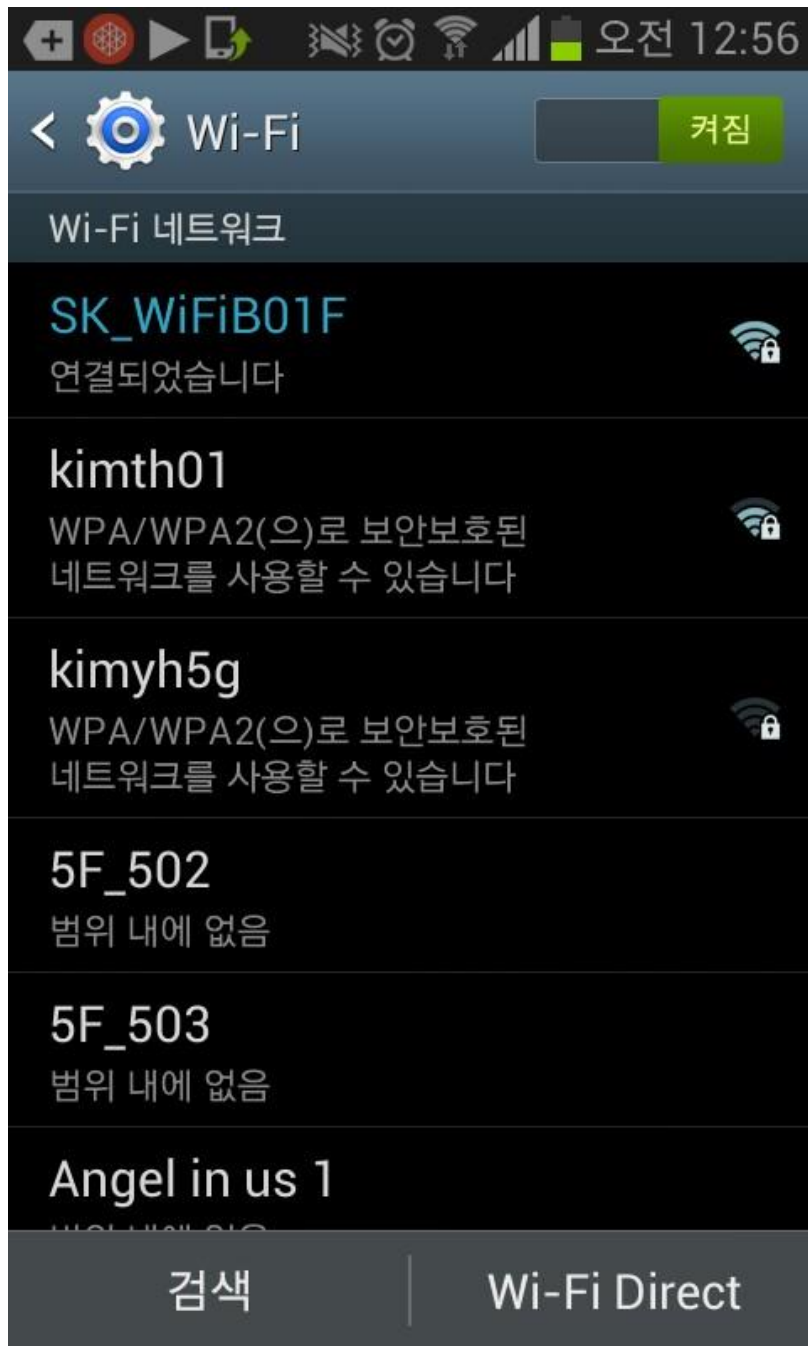 오전 12:56
Wi-Fi
켜짐
Wi-Fi 네트워크
SK_WiFiB01F
연결되었습니다
kimth01
WPA/WPA2(으)로 보안보호된
네트워크를 사용할 수 있습니다
kimyh5g
WPA/WPA2(으)로 보안보호된
네트워크를 사용할 수 있습니다
5F_502
범위 내에 없음
5F_503
범위 내에 없음
Angel in us 1
검색
Wi-Fi Direct